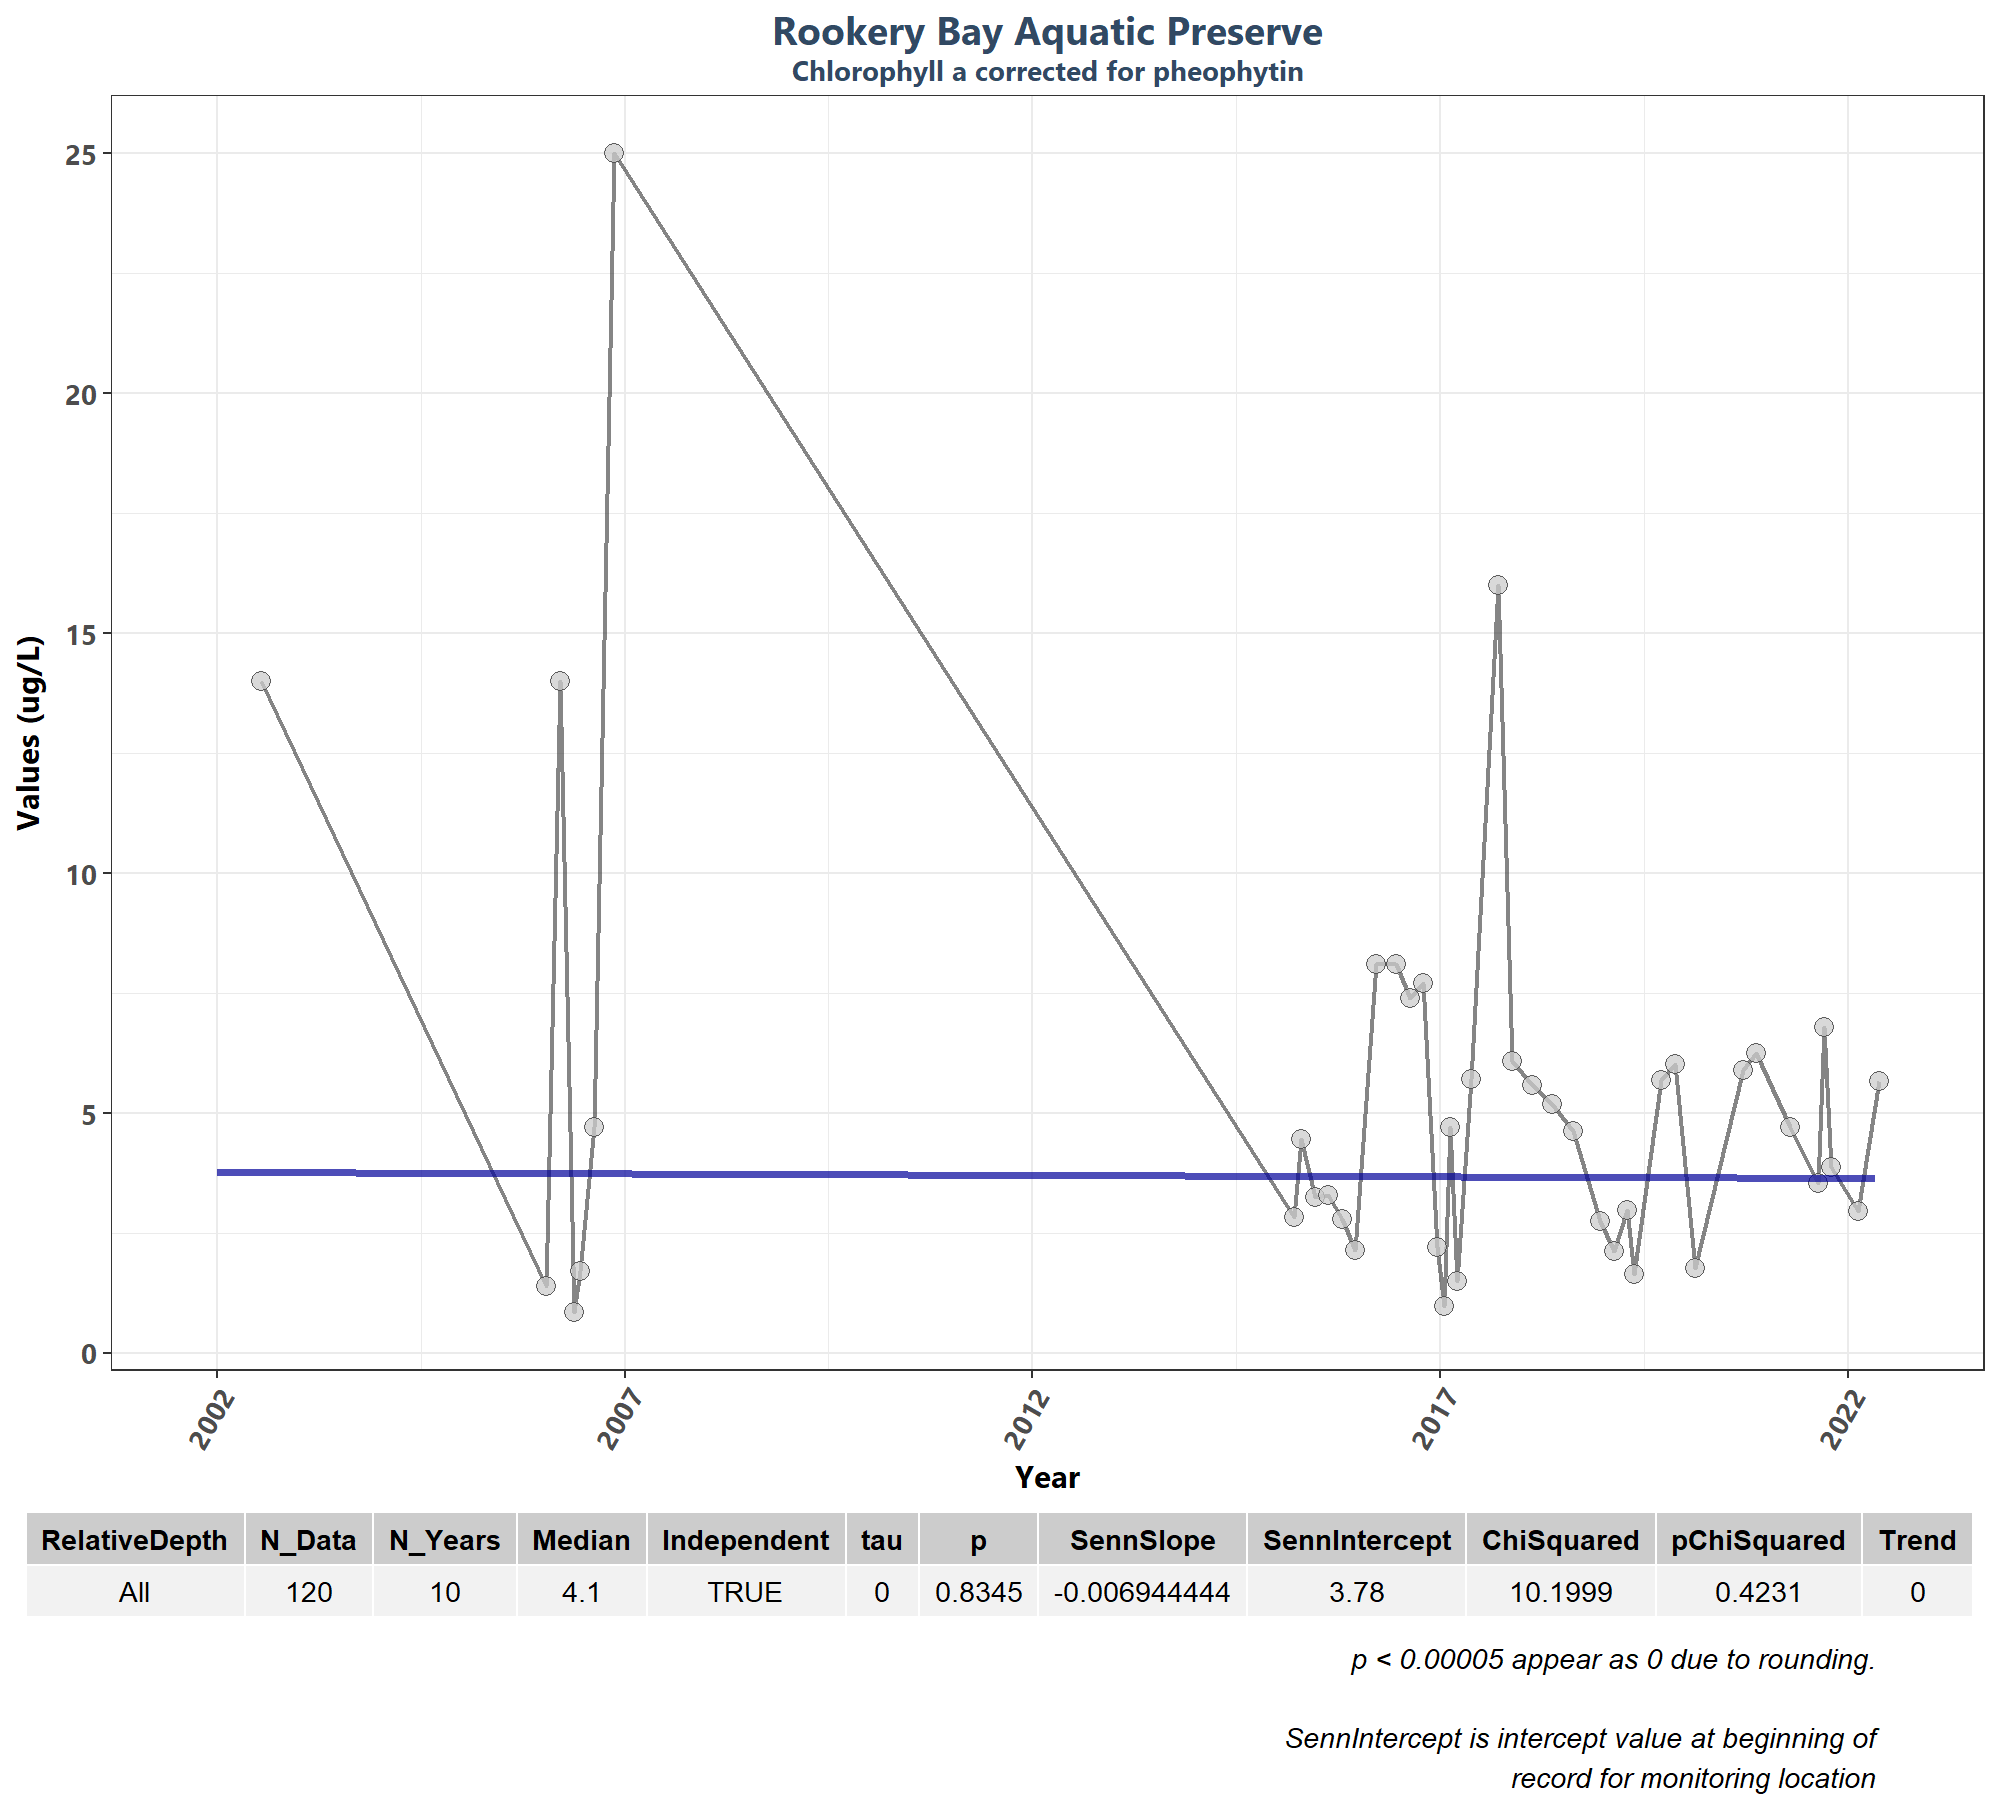 Rookery Bay Aquatic Preserve
Chlorophyll a corrected for pheophytin
Values (ug/L)
25
20
15
10
5
0
2002 2007 2012 2017 2022
Year
RelativeDepth N_Data N_Years Median Independent tau p SennSlope SennIntercept ChiSquared pChiSquared Trend
All 120 10 4.1 TRUE 0 0.8345 -0.006944444 3.78 10.1999 0.4231 0
p < 0.00005 appear as 0 due to rounding.
SennIntercept is intercept value at beginning of
record for monitoring location